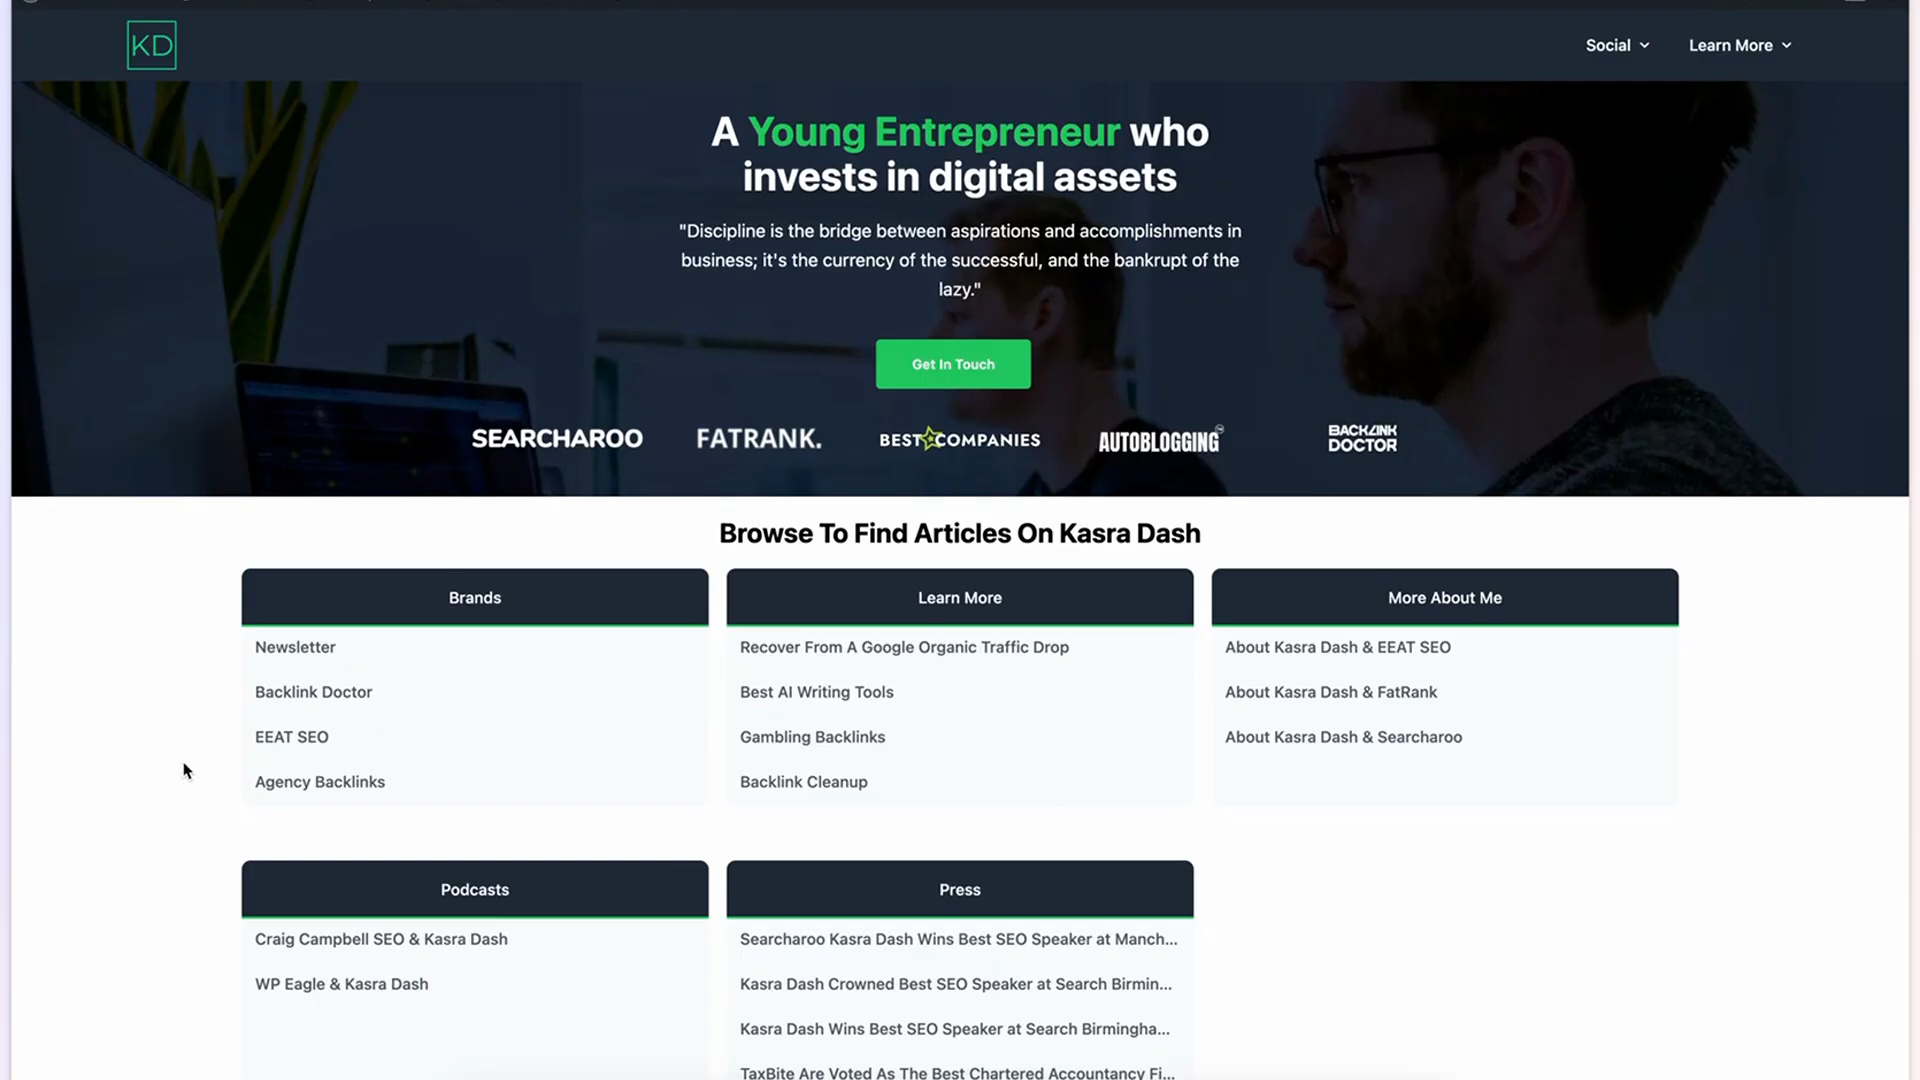 KD
Social
Learn More
A Young Entrepreneur who
invests in digital assets
"Discipline is the bridge between aspirations and accomplishments in
business; it's the currency of the successful, and the bankrupt of the
lazy."
Get In Touch
SEARCHAROO
FATRANK.
BEST COMPANIES
AUTOBLOGGING
BACKLINK
DOCTOR
Browse To Find Articles On Kasra Dash
Brands
Newsletter
Backlink Doctor
EEAT SEO
Agency Backlinks
Learn More
Recover From A Google Organic Traffic Drop
Best AI Writing Tools
Gambling Backlinks
Backlink Cleanup
More About Me
About Kasra Dash & EEAT SEO
About Kasra Dash & FatRank
About Kasra Dash & Searcharoo
Podcasts
Craig Campbell SEO & Kasra Dash
WP Eagle & Kasra Dash
Press
Searcharoo Kasra Dash Wins Best SEO Speaker at Manch...
Kasra Dash Crowned Best SEO Speaker at Search Birmin...
Kasra Dash Wins Best SEO Speaker at Search Birmingha...
TaxBite Are Voted As The Best Chartered Accountancy Fi...